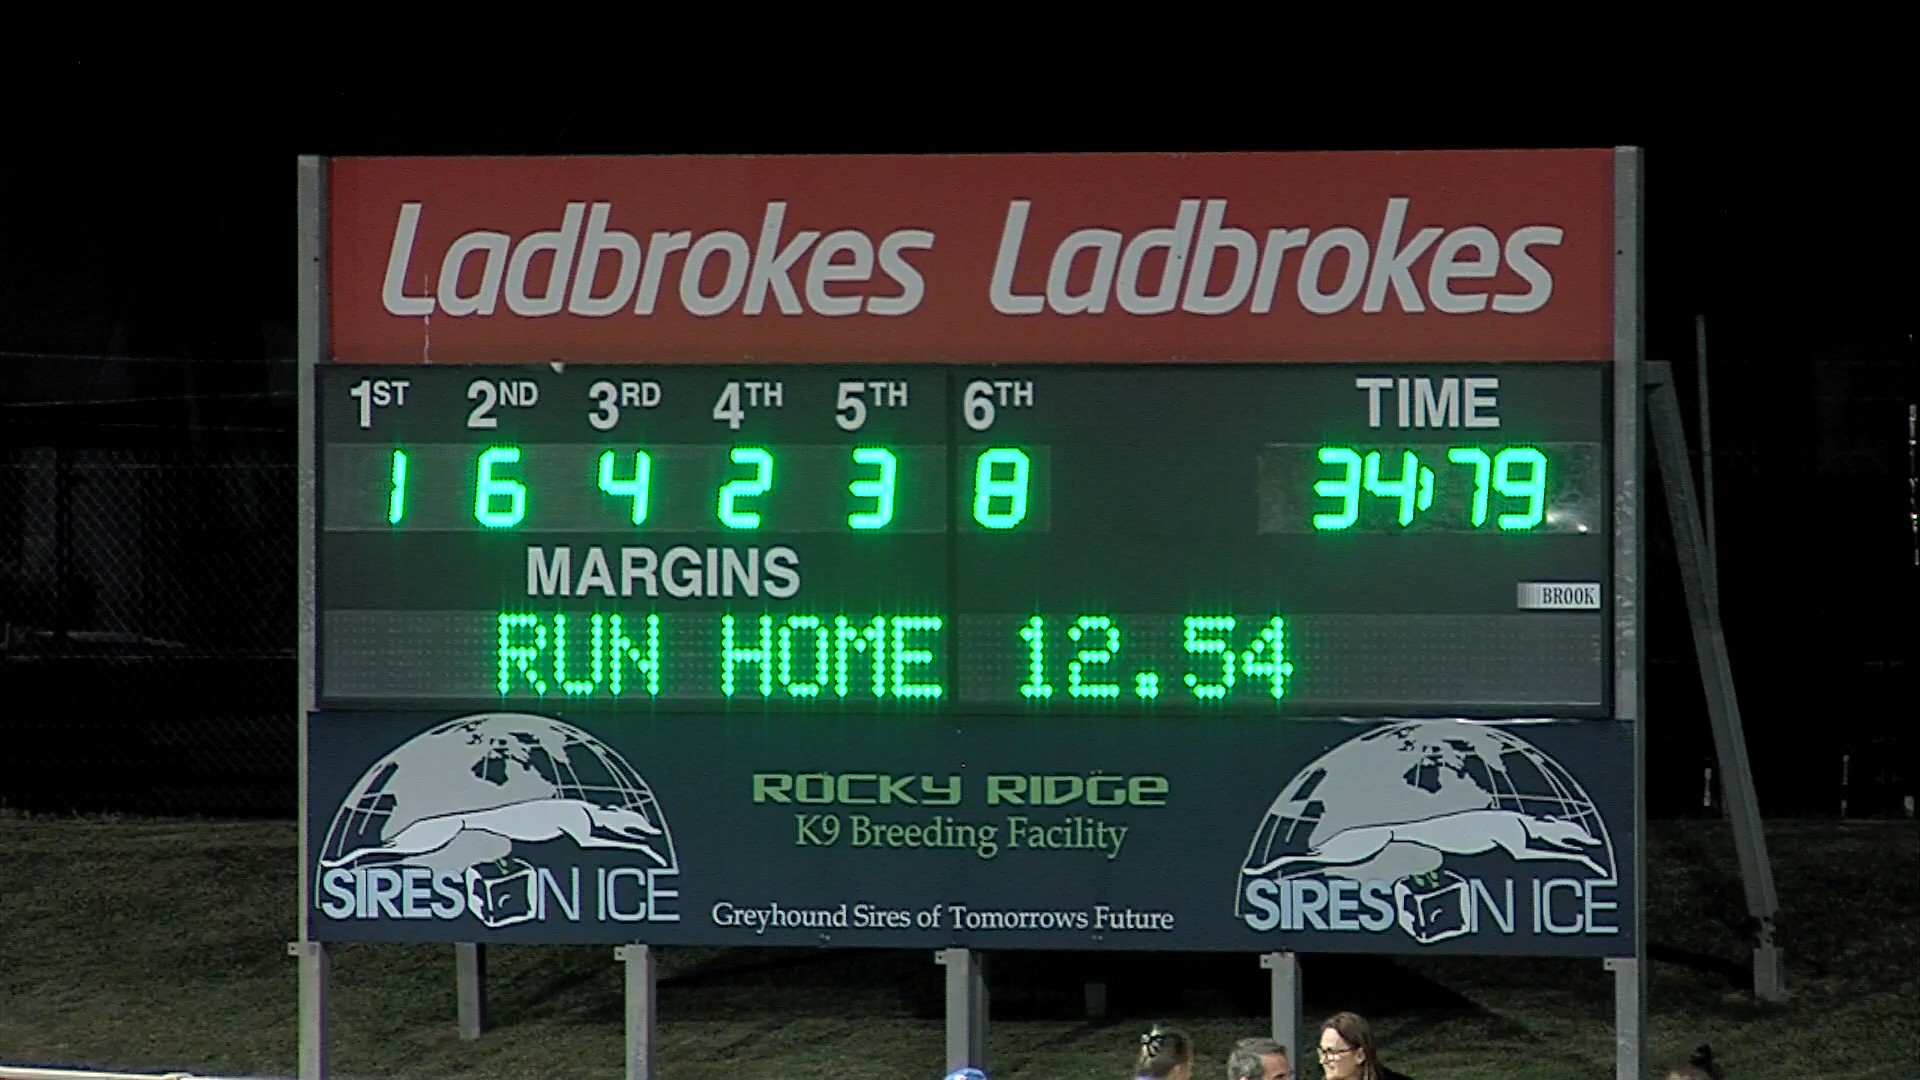 Ladbrokes Ladbrokes
1ST 2ND 3RD 4TH 5TH 6TH TIME
1 6 4 2 3 8 34:79
MARGINS
BROOK
RUN HOME 12.54
ROCKY RIDGE
K9 Breeding Facility
SIRES ON ICE
Greyhound Sires of Tomorrows Future
SIRES ON ICE